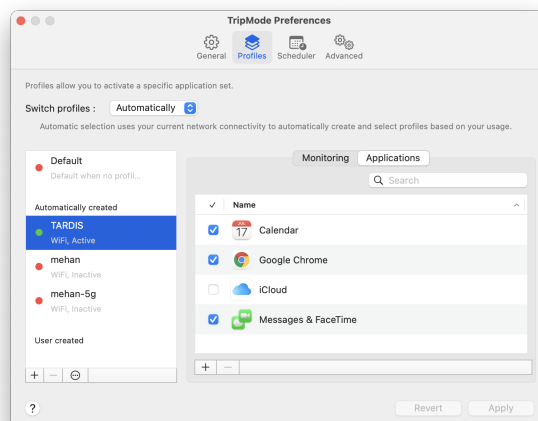 TripMode Preferences
General Profiles Scheduler Advanced
Profiles allow you to activate a specific application set.
Switch profiles : Automatically
Automatic selection uses your current network connectivity to automatically create and select profiles based on your usage.
Default
Default when no profil...
Automatically created
TARDIS
WiFi, Active
mehan
WiFi, Inactive
mehan-5g
WiFi, Inactive
User created
Monitoring Applications
Search
Name
JUL
17
Calendar
Google Chrome
iCloud
Messages & FaceTime
Revert Apply